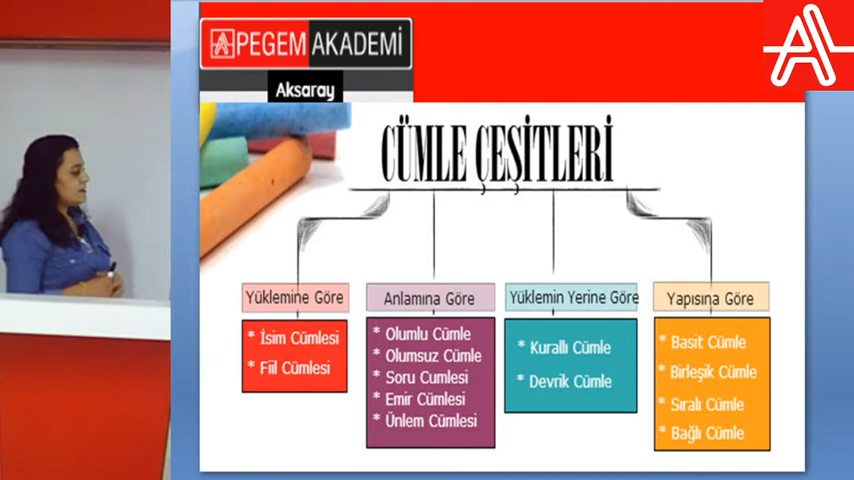 PEGEM AKADEMİ
Aksaray
CÜMLE ÇEŞİTLERİ
Yüklemine Göre
* İsim Cümlesi
* Fiil Cümlesi
Anlamına Göre
* Olumlu Cümle
* Olumsuz Cümle
* Soru Cumlesi
* Emir Cümlesi
* Ünlem Cümlesi
Yüklemin Yerine Göre
* Kurallı Cümle
* Devrik Cümle
Yapısına Göre
* Basit Cümle
* Birleşik Cümle
* Sıralı Cümle
* Bağlı Cümle